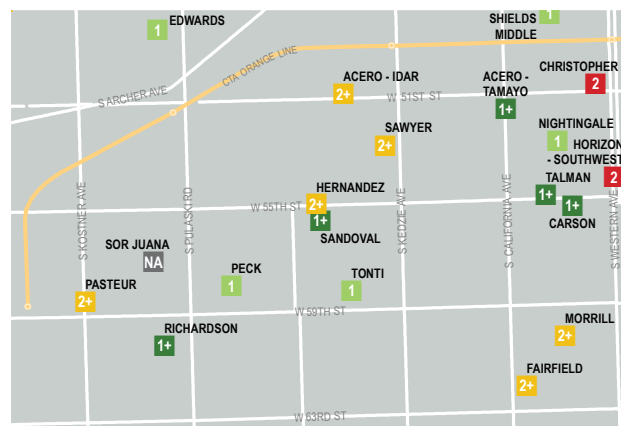 EDWARDS
1
SHIELDS
MIDDLE
1
CTA ORANGE LINE
CHRISTOPHER
2
ACERO - IDAR
2+
ACERO -
TAMAYO
1+
S ARCHER AVE
W 51ST ST
SAWYER
2+
NIGHTINGALE
1
HORIZON
- SOUTHWEST
2
TALMAN
1+
HERNANDEZ
2+
W 55TH ST
1+
SANDOVAL
1+
CARSON
S KOSTNER AVE
S PULASKI RD
S KEDZIE AVE
S CALIFORNIA AVE
S WESTERN AVE
SOR JUANA
NA
PECK
1
TONTI
1
PASTEUR
2+
W 59TH ST
RICHARDSON
1+
MORRILL
2+
FAIRFIELD
2+
W 63RD ST